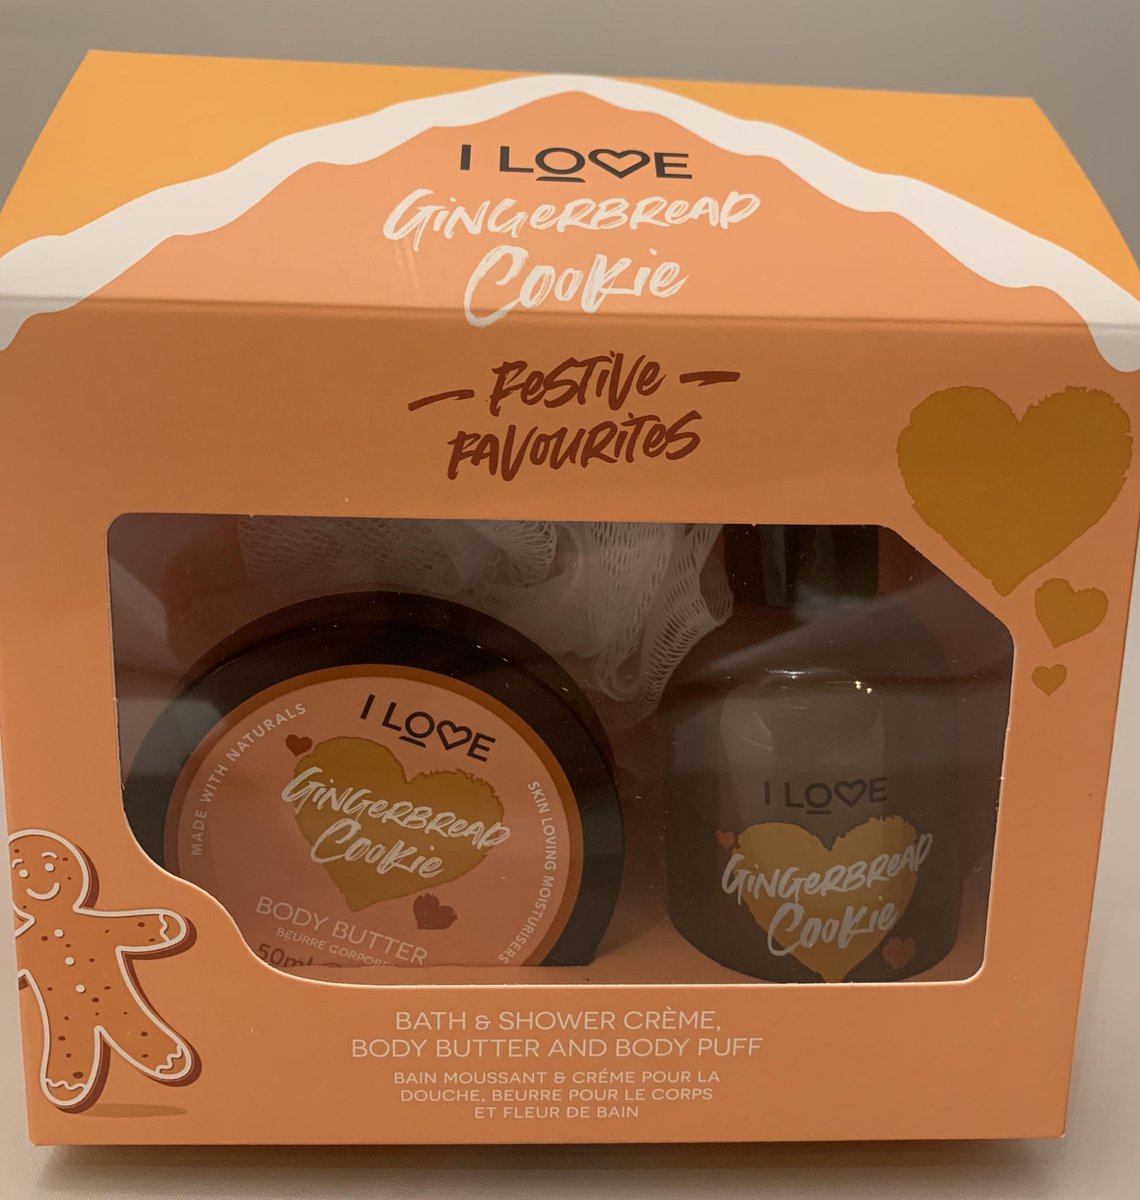 I LOVE
GiNGeRBReAD
Cookie
- FeSTiVe -
FAVOURiTeS
I LOVE
MADE WITH NATURALS
GiNGeRBReAD
Cookie
SKIN LOVING MOISTURISERS
BODY BUTTER
BEURRE
50ml
I LOVE
GiNGeRBReAD
Cookie
BATH & SHOWER CRÈME,
BODY BUTTER AND BODY PUFF
BAIN MOUSSANT & CRÉME POUR LA
DOUCHE, BEURRE POUR LE CORPS
ET FLEUR DE BAIN